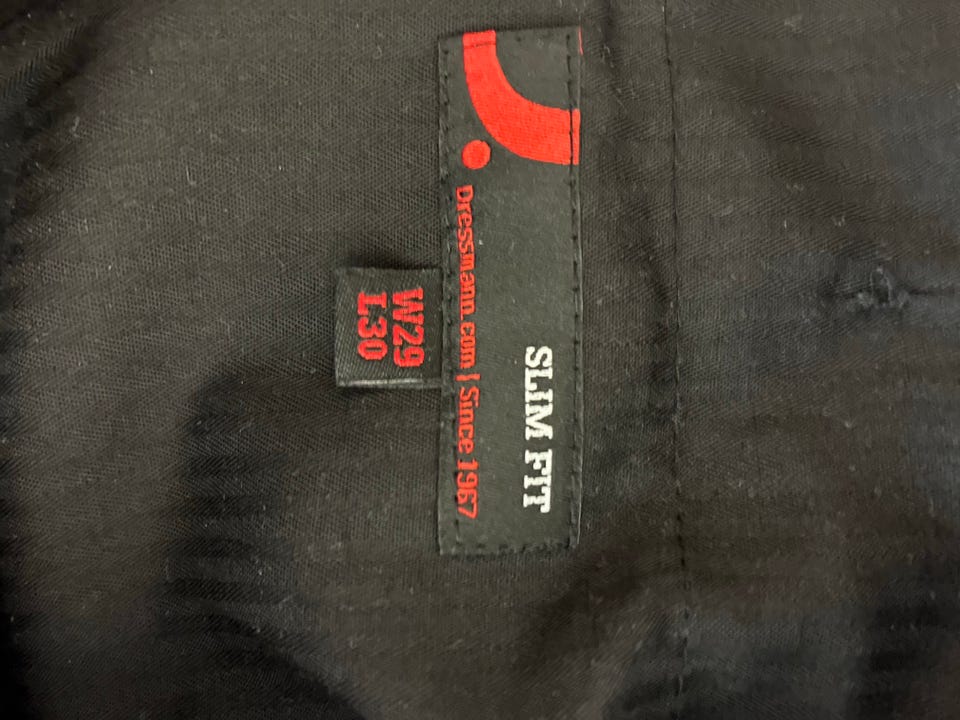 SLIM FIT
Dressmann.com | Since 1967
W29
L30